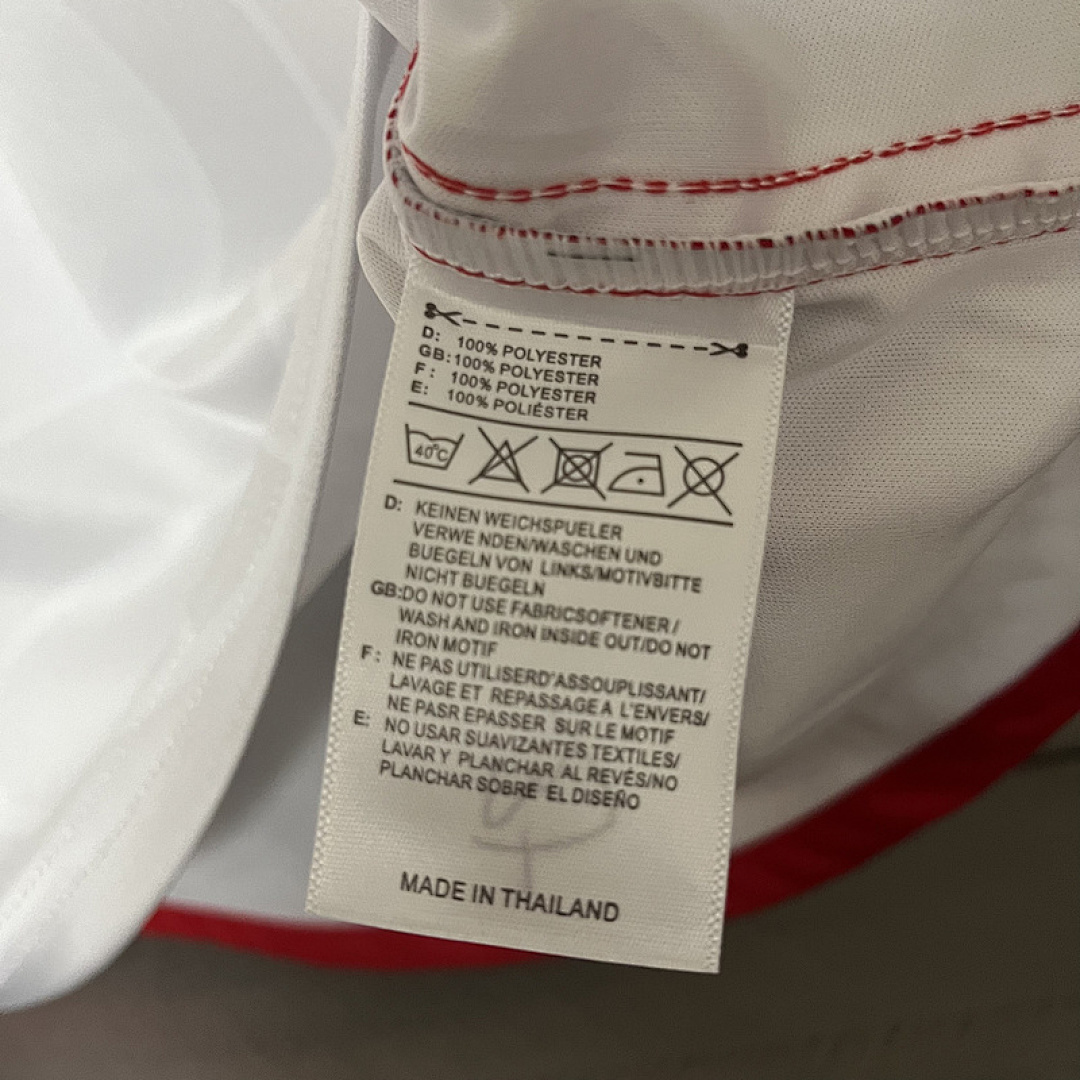 D: 100% POLYESTER
GB: 100% POLYESTER
F: 100% POLYESTER
E: 100% POLIÉSTER
40°C
D: KEINEN WEICHSPUELER
VERWE NDEN/WASCHEN UND
BUEGELN VON LINKS/MOTIVBITTE
NICHT BUEGELN
GB:DO NOT USE FABRICSOFTENER/
WASH AND IRON INSIDE OUT/DO NOT
IRON MOTIF
F: NE PAS UTILISERD'ASSOUPLISSANT/
LAVAGE ET REPASSAGE A L'ENVERS/
NE PASR EPASSER SUR LE MOTIF
E: NO USAR SUAVIZANTES TEXTILES/
LAVAR Y PLANCHAR AL REVÉS/NO
PLANCHAR SOBRE EL DISEÑO
MADE IN THAILAND